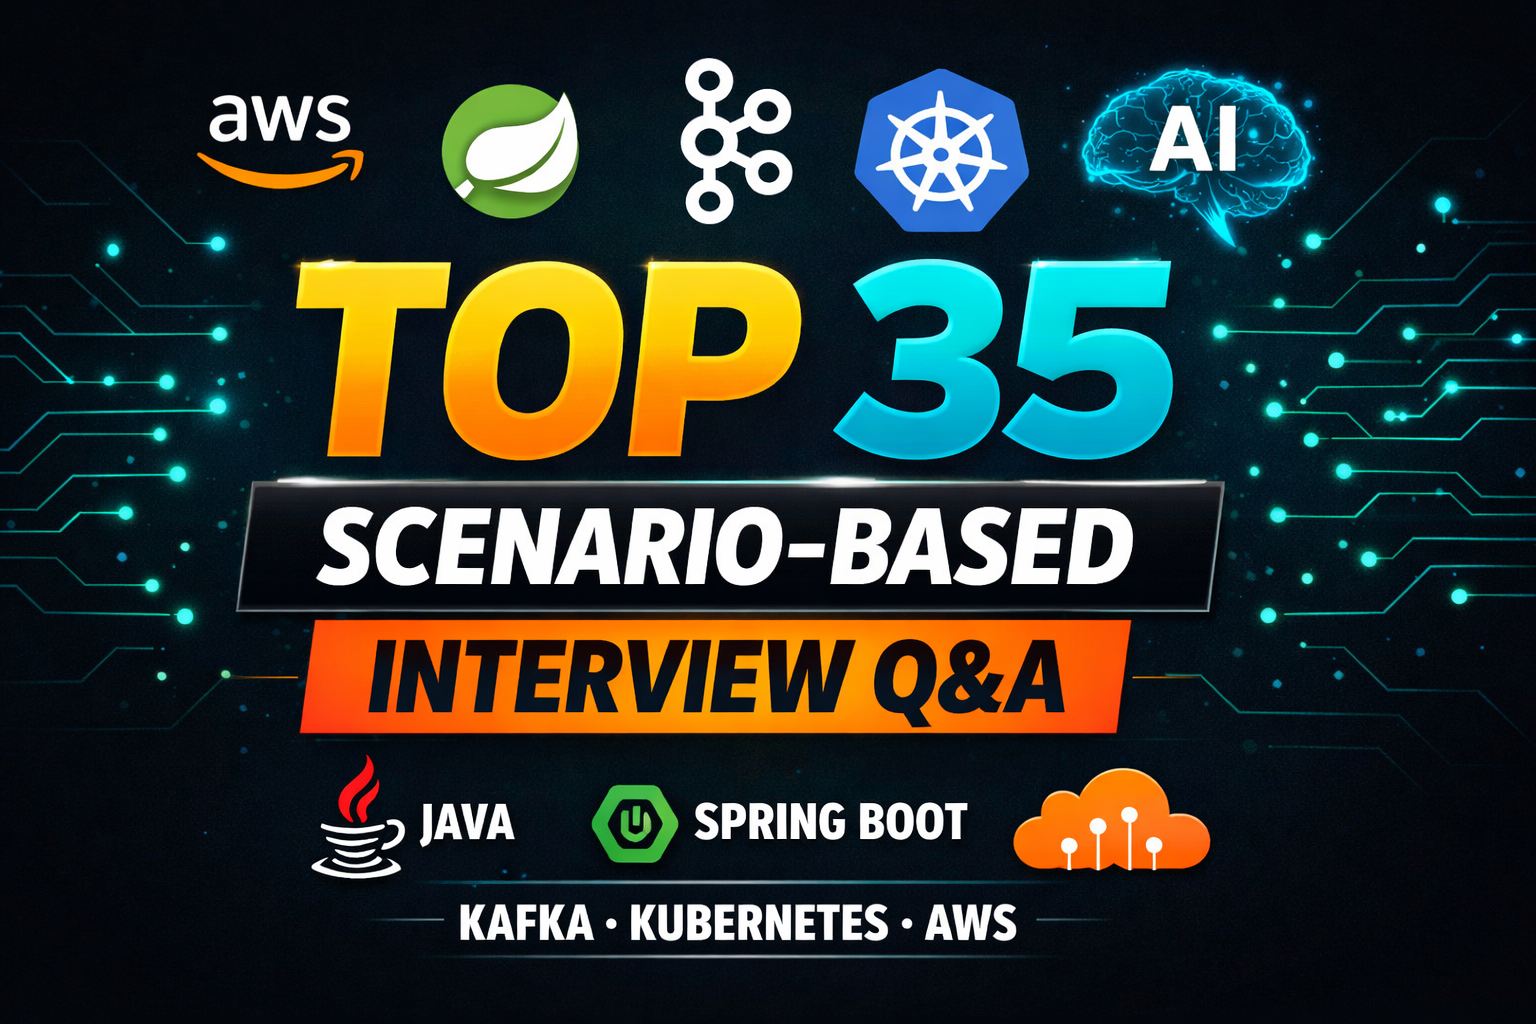 aws
AI
TOP 35
SCENARIO-BASED
INTERVIEW Q&A
JAVA
SPRING BOOT
KAFKA · KUBERNETES · AWS